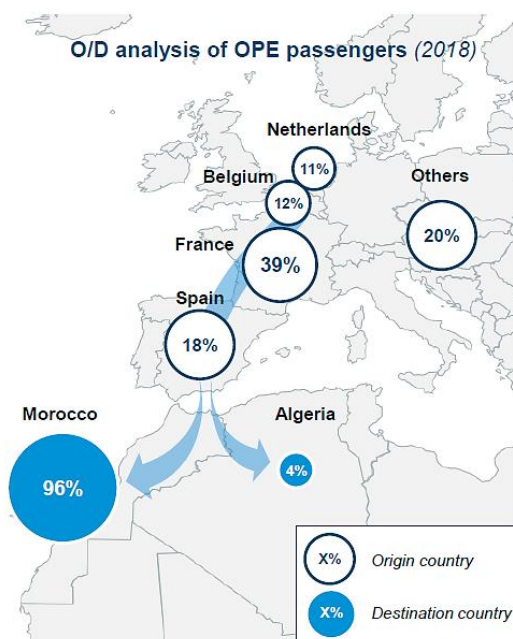 O/D analysis of OPE passengers (2018)
Netherlands
11%
Belgium
12%
Others
20%
France
39%
Spain
18%
Morocco
96%
Algeria
4%
X% Origin country
X% Destination country